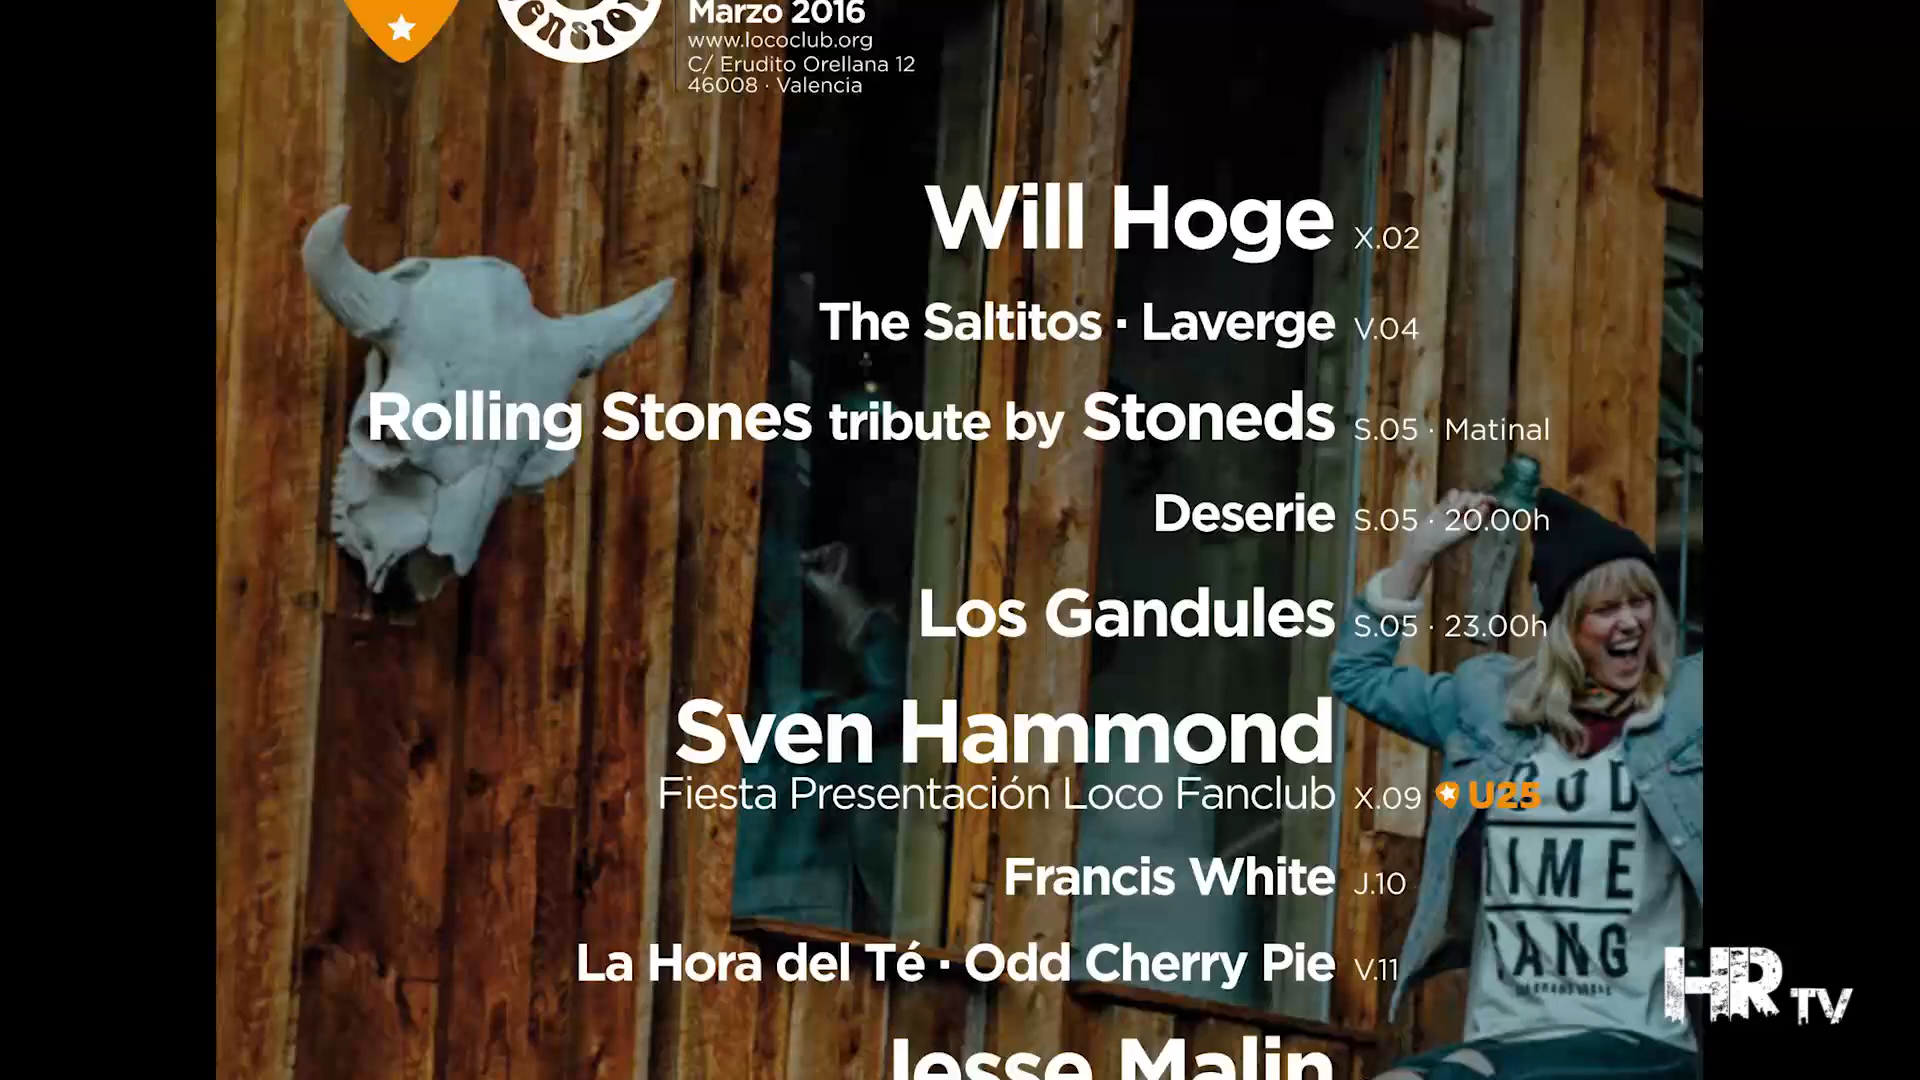 Marzo 2016
www.lococlub.org
C/ Erudito Orellana 12
46008 · Valencia
Will Hoge X.02
The Saltitos · Laverge V.04
Rolling Stones tribute by Stoneds S.05 · Matinal
Deserie S.05 · 20.00h
Los Gandules S.05 · 23.00h
Sven Hammond
Fiesta Presentación Loco Fanclub X.09 U25
Francis White J.10
La Hora del Té · Odd Cherry Pie V.11
Jesse Malin
HR TV